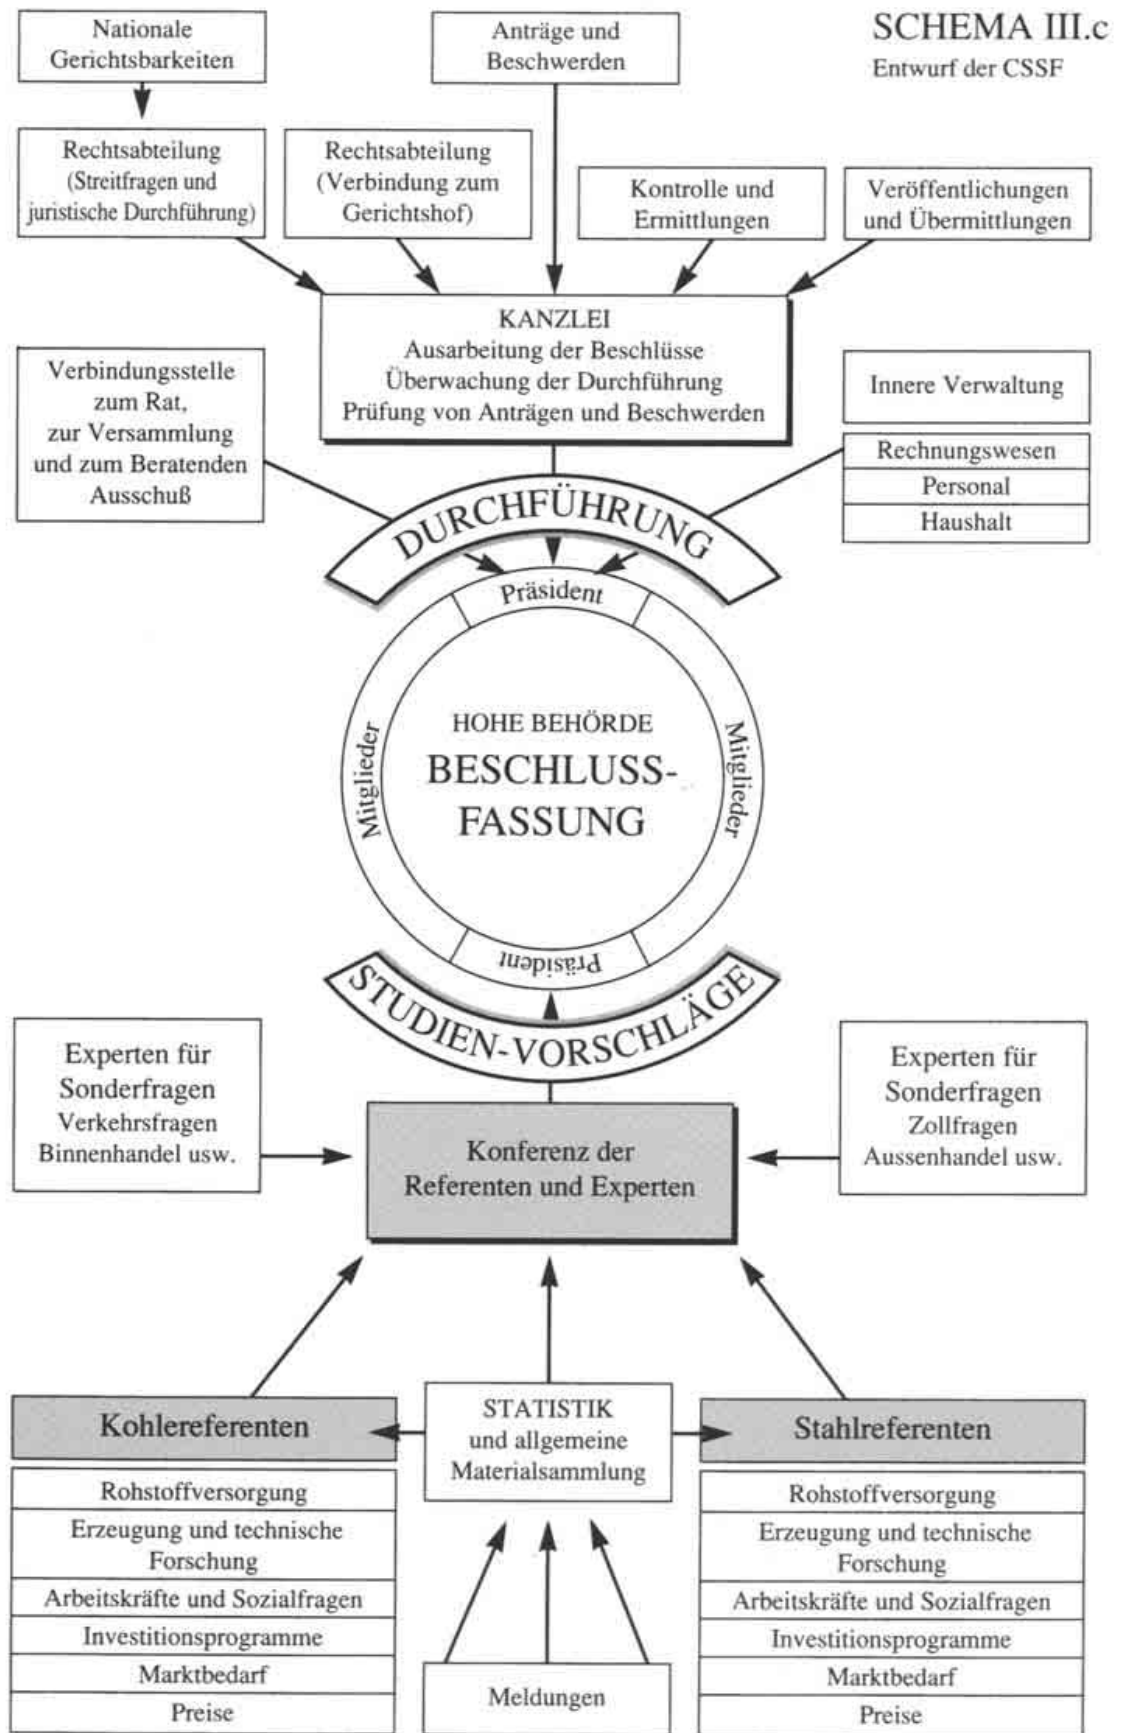 SCHEMA III.c
Entwurf der CSSF
Nationale
Gerichtsbarkeiten
Anträge und
Beschwerden
Rechtsabteilung
(Streitfragen und
juristische Durchführung)
Rechtsabteilung
(Verbindung zum
Gerichtshof)
Kontrolle und
Ermittlungen
Veröffentlichungen
und Übermittlungen
KANZLEI
Ausarbeitung der Beschlüsse
Überwachung der Durchführung
Prüfung von Anträgen und Beschwerden
Verbindungsstelle
zum Rat,
zur Versammlung
und zum Beratenden
Ausschuß
Innere Verwaltung
Rechnungswesen
Personal
Haushalt
DURCHFÜHRUNG
Präsident
Mitglieder
HOHE BEHÖRDE
BESCHLUSS-
FASSUNG
Mitglieder
Präsident
STUDIEN-VORSCHLÄGE
Experten für
Sonderfragen
Verkehrsfragen
Binnenhandel usw.
Konferenz der
Referenten und Experten
Experten für
Sonderfragen
Zollfragen
Aussenhandel usw.
Kohlereferenten
Rohstoffversorgung
Erzeugung und technische
Forschung
Arbeitskräfte und Sozialfragen
Investitionsprogramme
Marktbedarf
Preise
STATISTIK
und allgemeine
Materialsammlung
Meldungen
Stahlreferenten
Rohstoffversorgung
Erzeugung und technische
Forschung
Arbeitskräfte und Sozialfragen
Investitionsprogramme
Marktbedarf
Preise